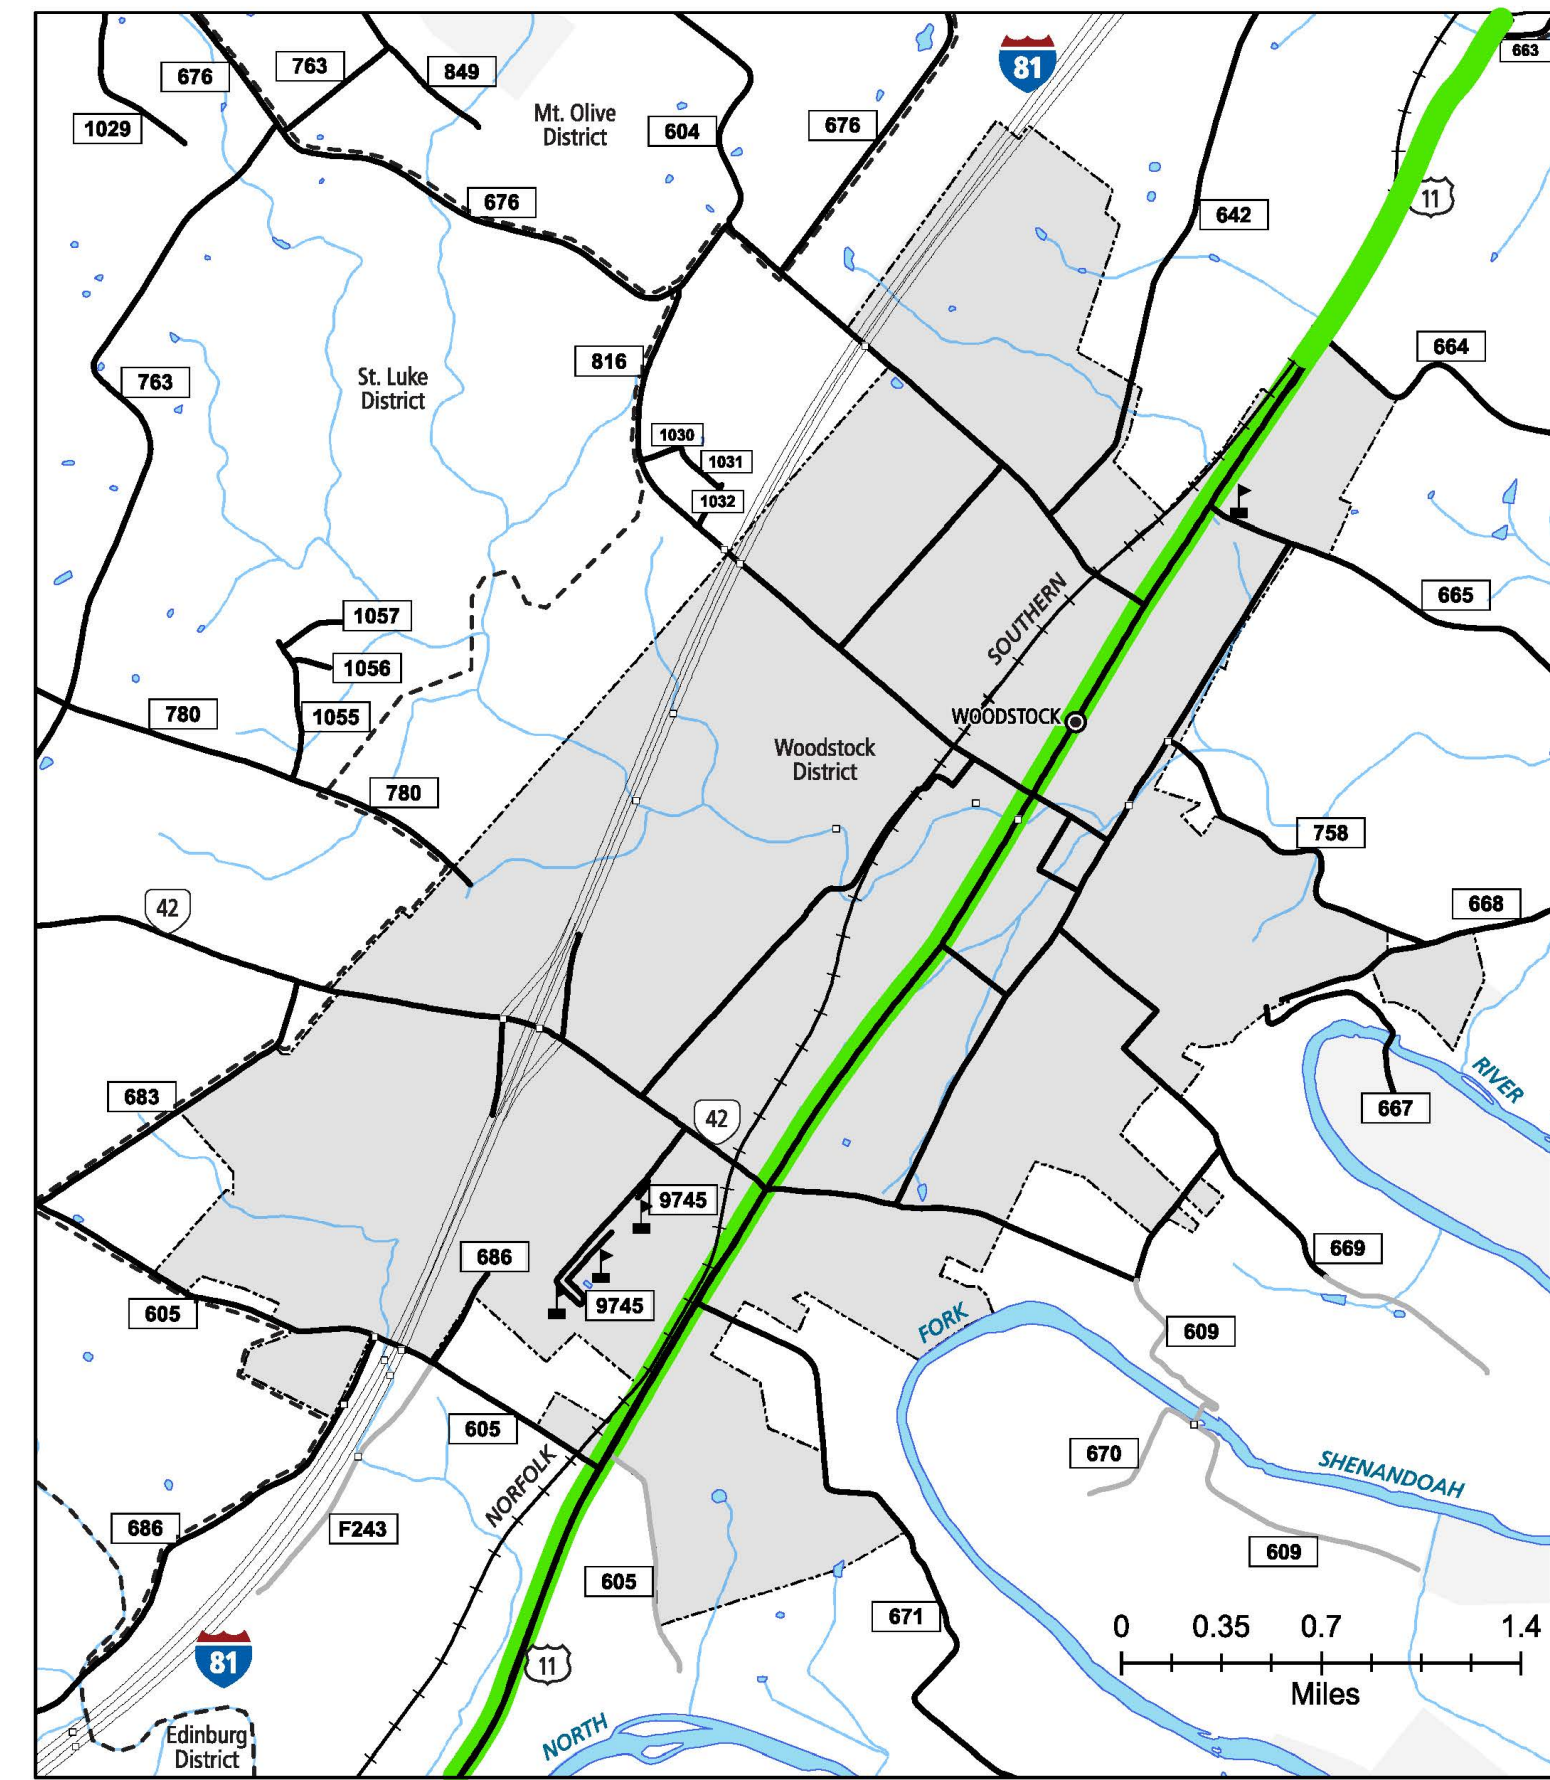 81
663
676
763
849
1029
Mt. Olive
District
604
676
11
676
642
664
816
763
St. Luke
District
1030
1031
1032
665
1057
SOUTHERN
1056
1055
780
WOODSTOCK
Woodstock
District
780
758
42
668
683
42
RIVER
667
9745
686
669
605
9745
FORK
609
605
670
NORFOLK
SHENANDOAH
686
F243
609
605
671
0 0.35 0.7 1.4
Miles
81
11
NORTH
Edinburg
District